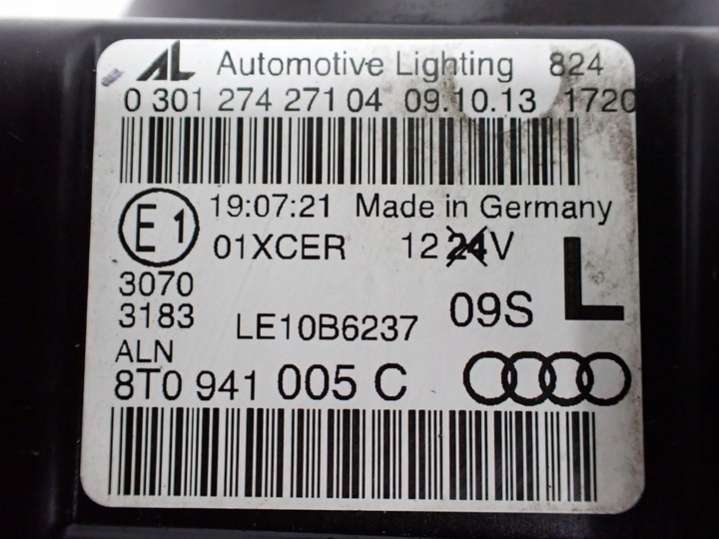 AL Automotive Lighting 824
0 301 274 271 04 09.10.13 1720
E1 19:07:21 Made in Germany
01XCER 12 24 V
3070
3183 LE10B6237 09S L
ALN
8T0 941 005 C